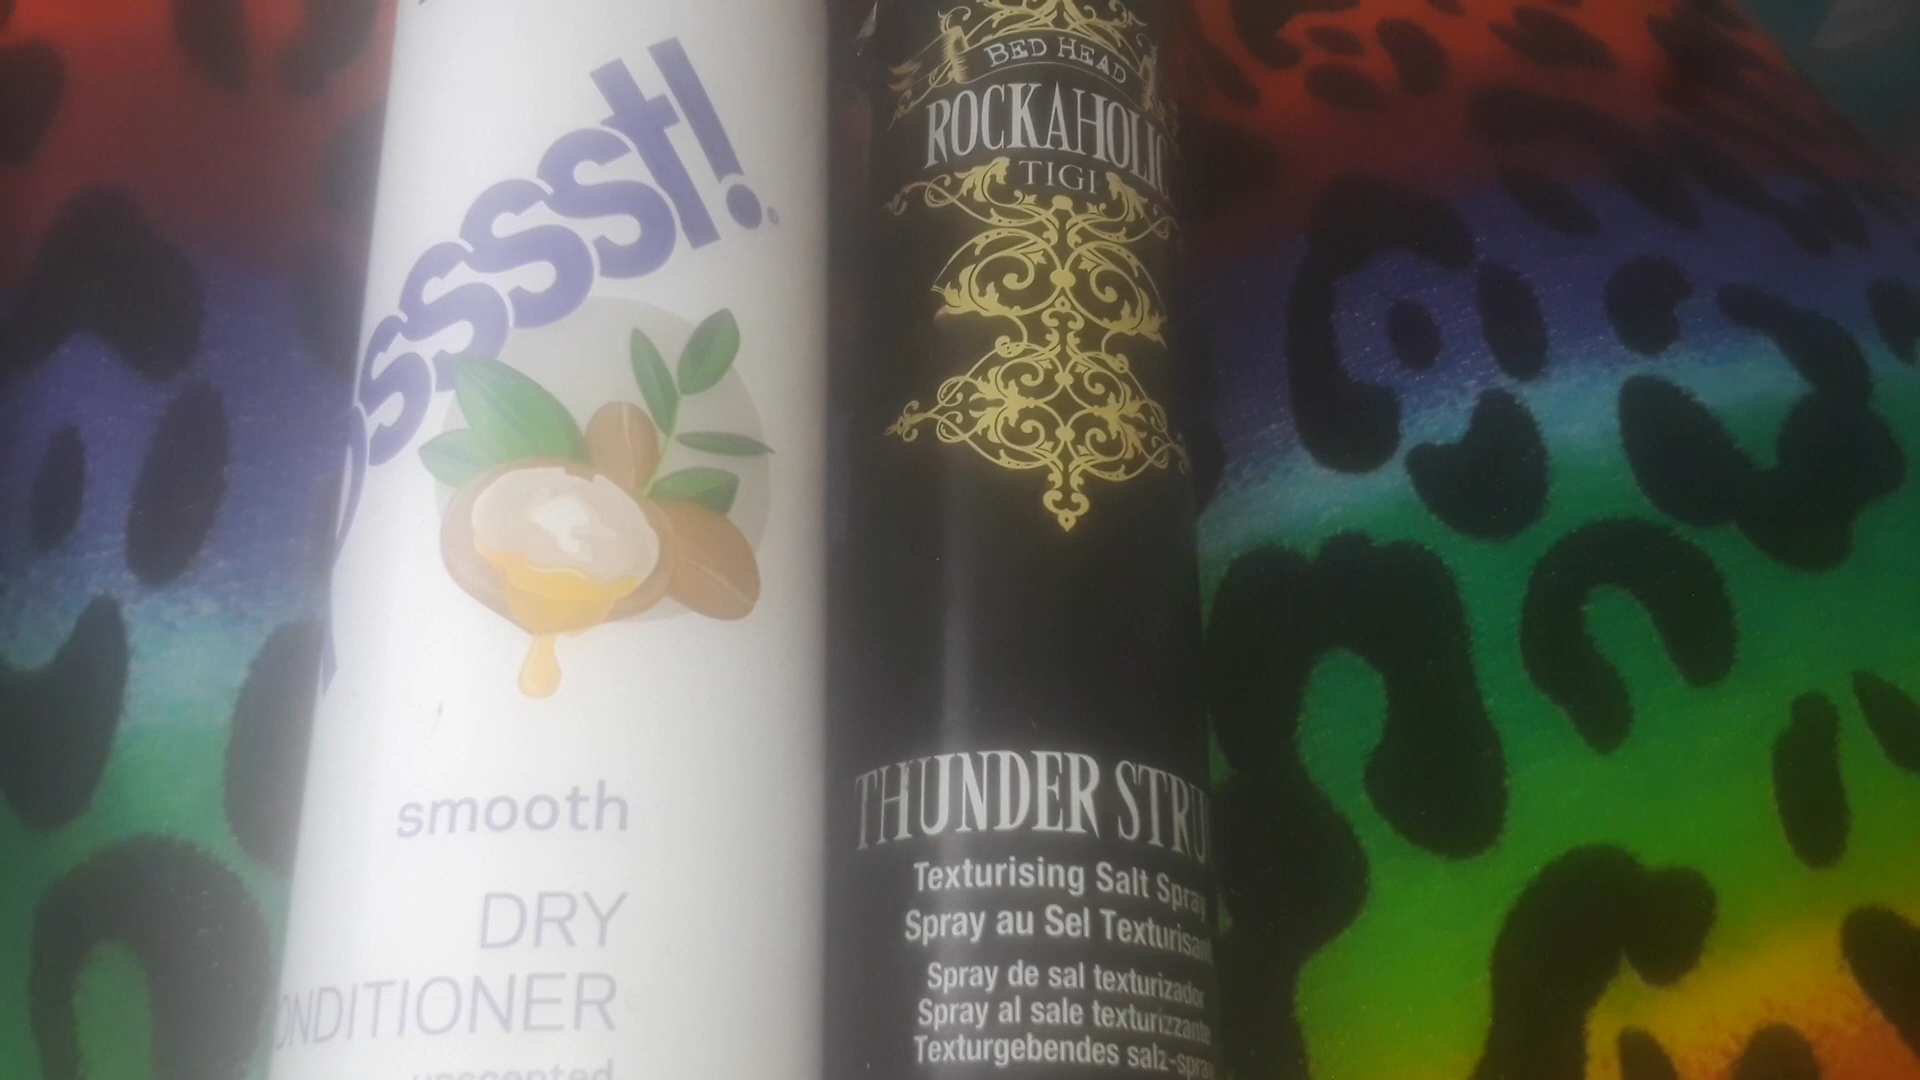 ssssst!
smooth
DRY
ONDITIONER
unscented
BED HEAD
ROCKAHOLIC
TIGI
THUNDER STRU
Texturising Salt Spray
Spray au Sel Texturisant
Spray de sal texturizador
Spray al sale texturizzante
Texturgebendes salz-spray